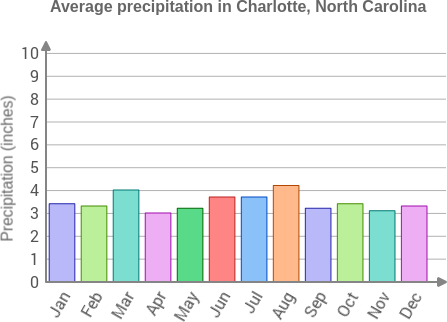 Average precipitation in Charlotte, North Carolina
10
9
8
7
6
5
4
3
2
1
0
Precipitation (inches)
Jan
Feb
Mar
Apr
May
Jun
Jul
Aug
Sep
Oct
Nov
Dec